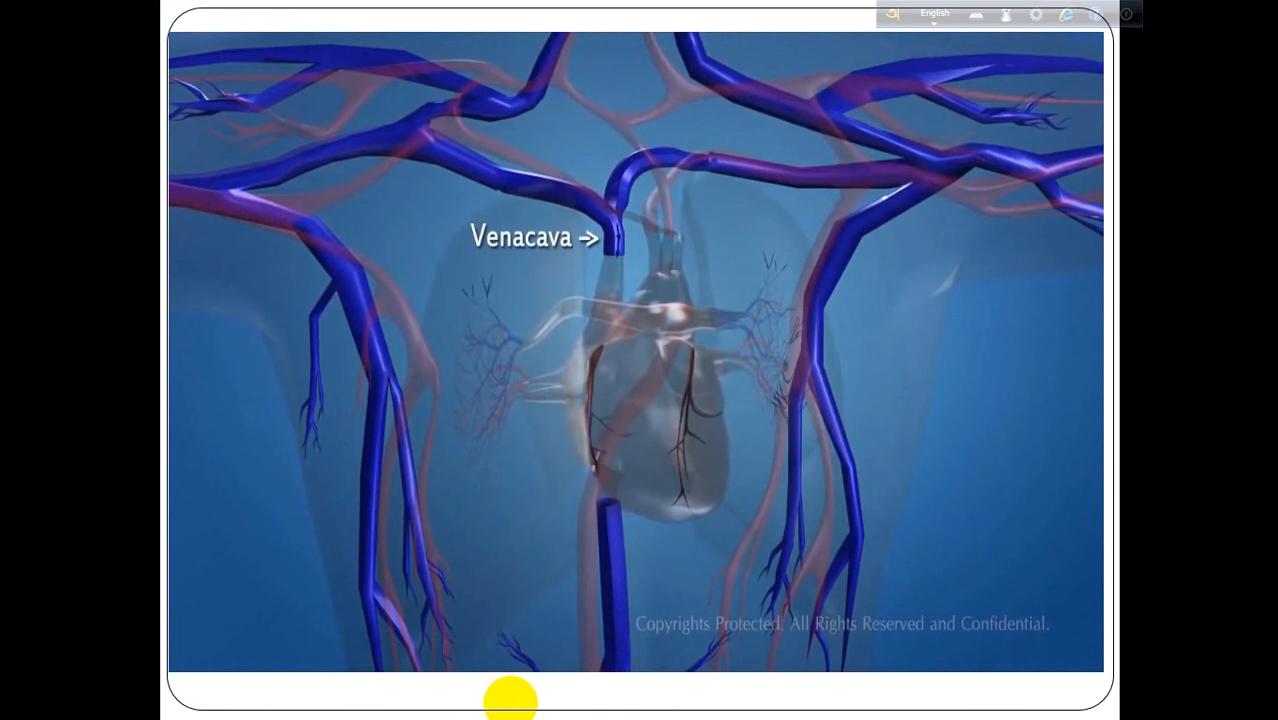 English
Venacava
Copyrights Protected. All Rights Reserved and Confidential.